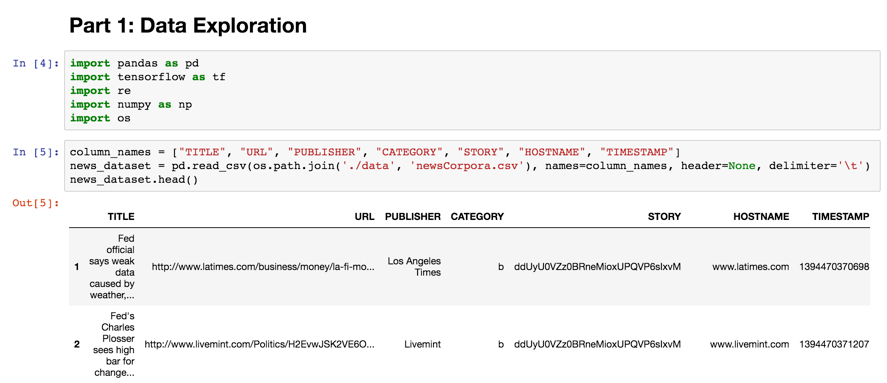 Part 1: Data Exploration
In [4]: import pandas as pd
import tensorflow as tf
import re
import numpy as np
import os
In [5]: column_names = ["TITLE", "URL", "PUBLISHER", "CATEGORY", "STORY", "HOSTNAME", "TIMESTAMP"]
news_dataset = pd.read_csv(os.path.join('./data', 'newsCorpora.csv'), names=column_names, header=None, delimiter='\t')
news_dataset.head()
Out[5]:
TITLE URL PUBLISHER CATEGORY STORY HOSTNAME TIMESTAMP
Fed
official
says weak
data
caused by
weather,...
1 http://www.latimes.com/business/money/la-fi-mo... Los Angeles
Times
b ddUyU0VZz0BRneMioxUPQVP6sIxvM www.latimes.com 1394470370698
Fed's
Charles
Plosser
sees high
bar for
change...
2 http://www.livemint.com/Politics/H2EvwJSK2VE6O... Livemint b ddUyU0VZz0BRneMioxUPQVP6sIxvM www.livemint.com 1394470371207